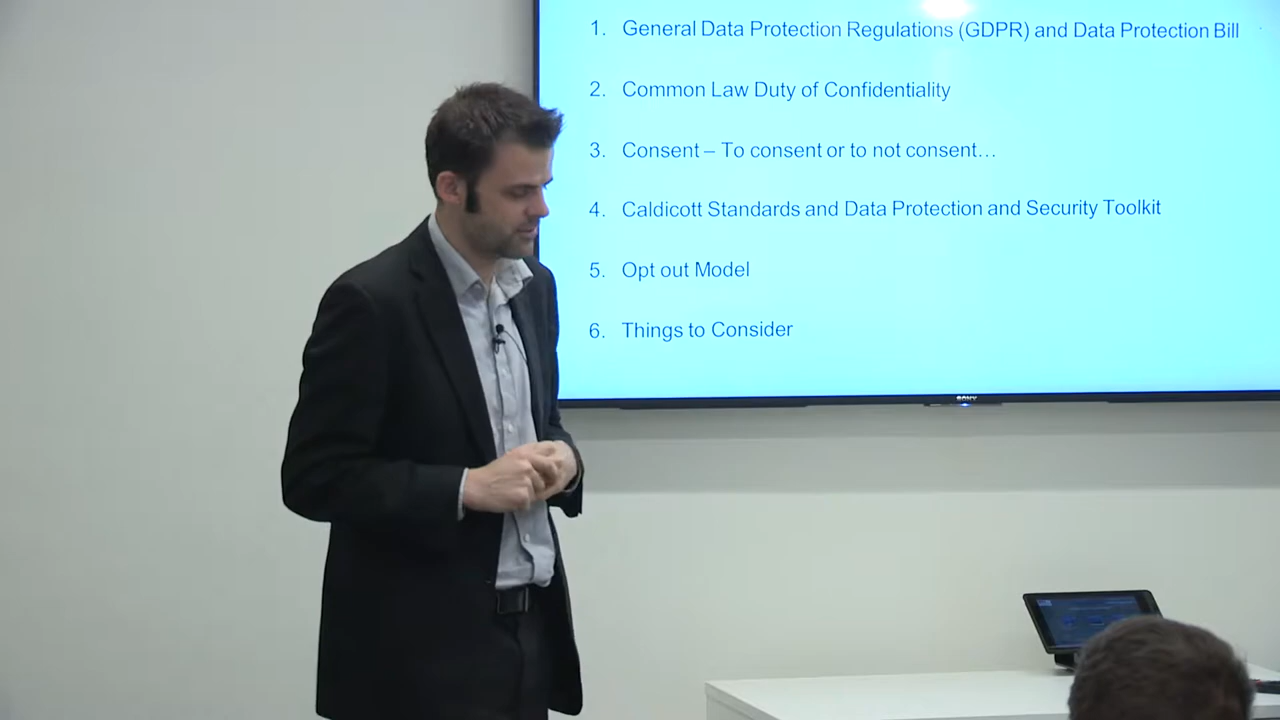 1. General Data Protection Regulations (GDPR) and Data Protection Bill
2. Common Law Duty of Confidentiality
3. Consent – To consent or to not consent…
4. Caldicott Standards and Data Protection and Security Toolkit
5. Opt out Model
6. Things to Consider
SONY